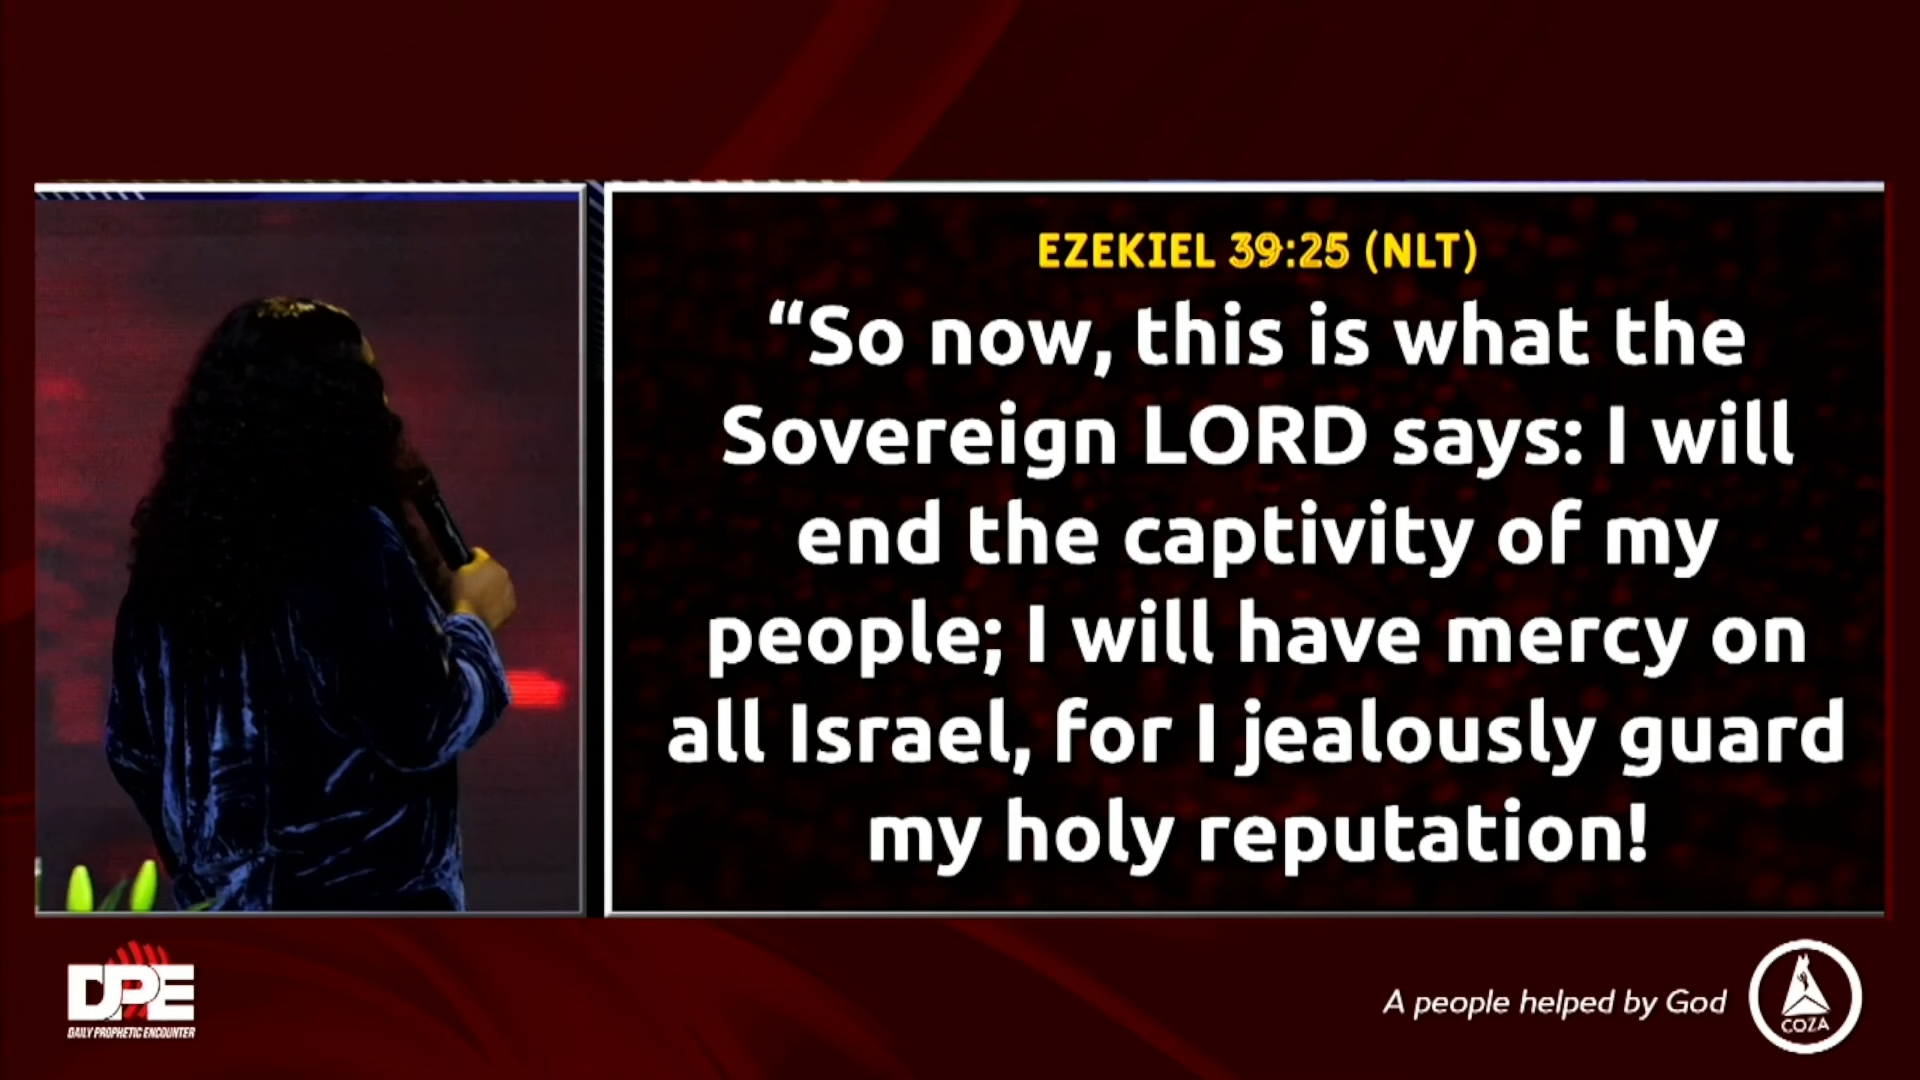 EZEKIEL 39:25 (NLT)
“So now, this is what the
Sovereign LORD says: I will
end the captivity of my
people; I will have mercy on
all Israel, for I jealously guard
my holy reputation!
DPE
DAILY PROPHETIC ENCOUNTER
A people helped by God
COZA